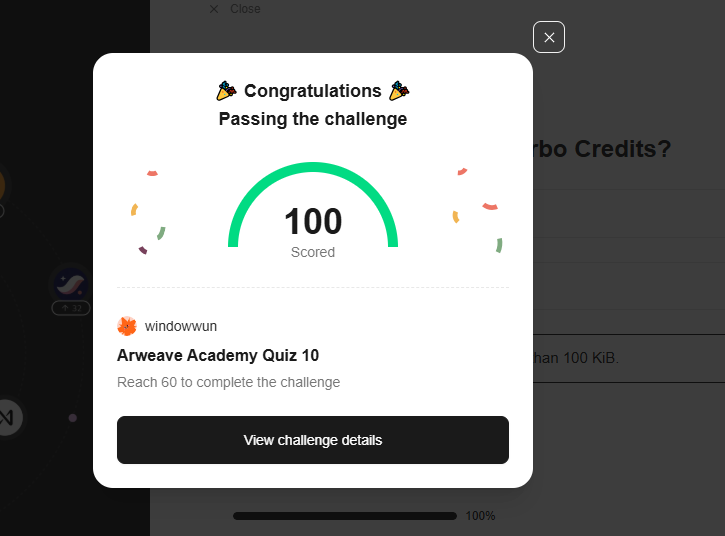 Close
Congratulations
Passing the challenge
rbo Credits?
100
Scored
32
windowwun
Arweave Academy Quiz 10
han 100 KiB.
Reach 60 to complete the challenge
View challenge details
100%